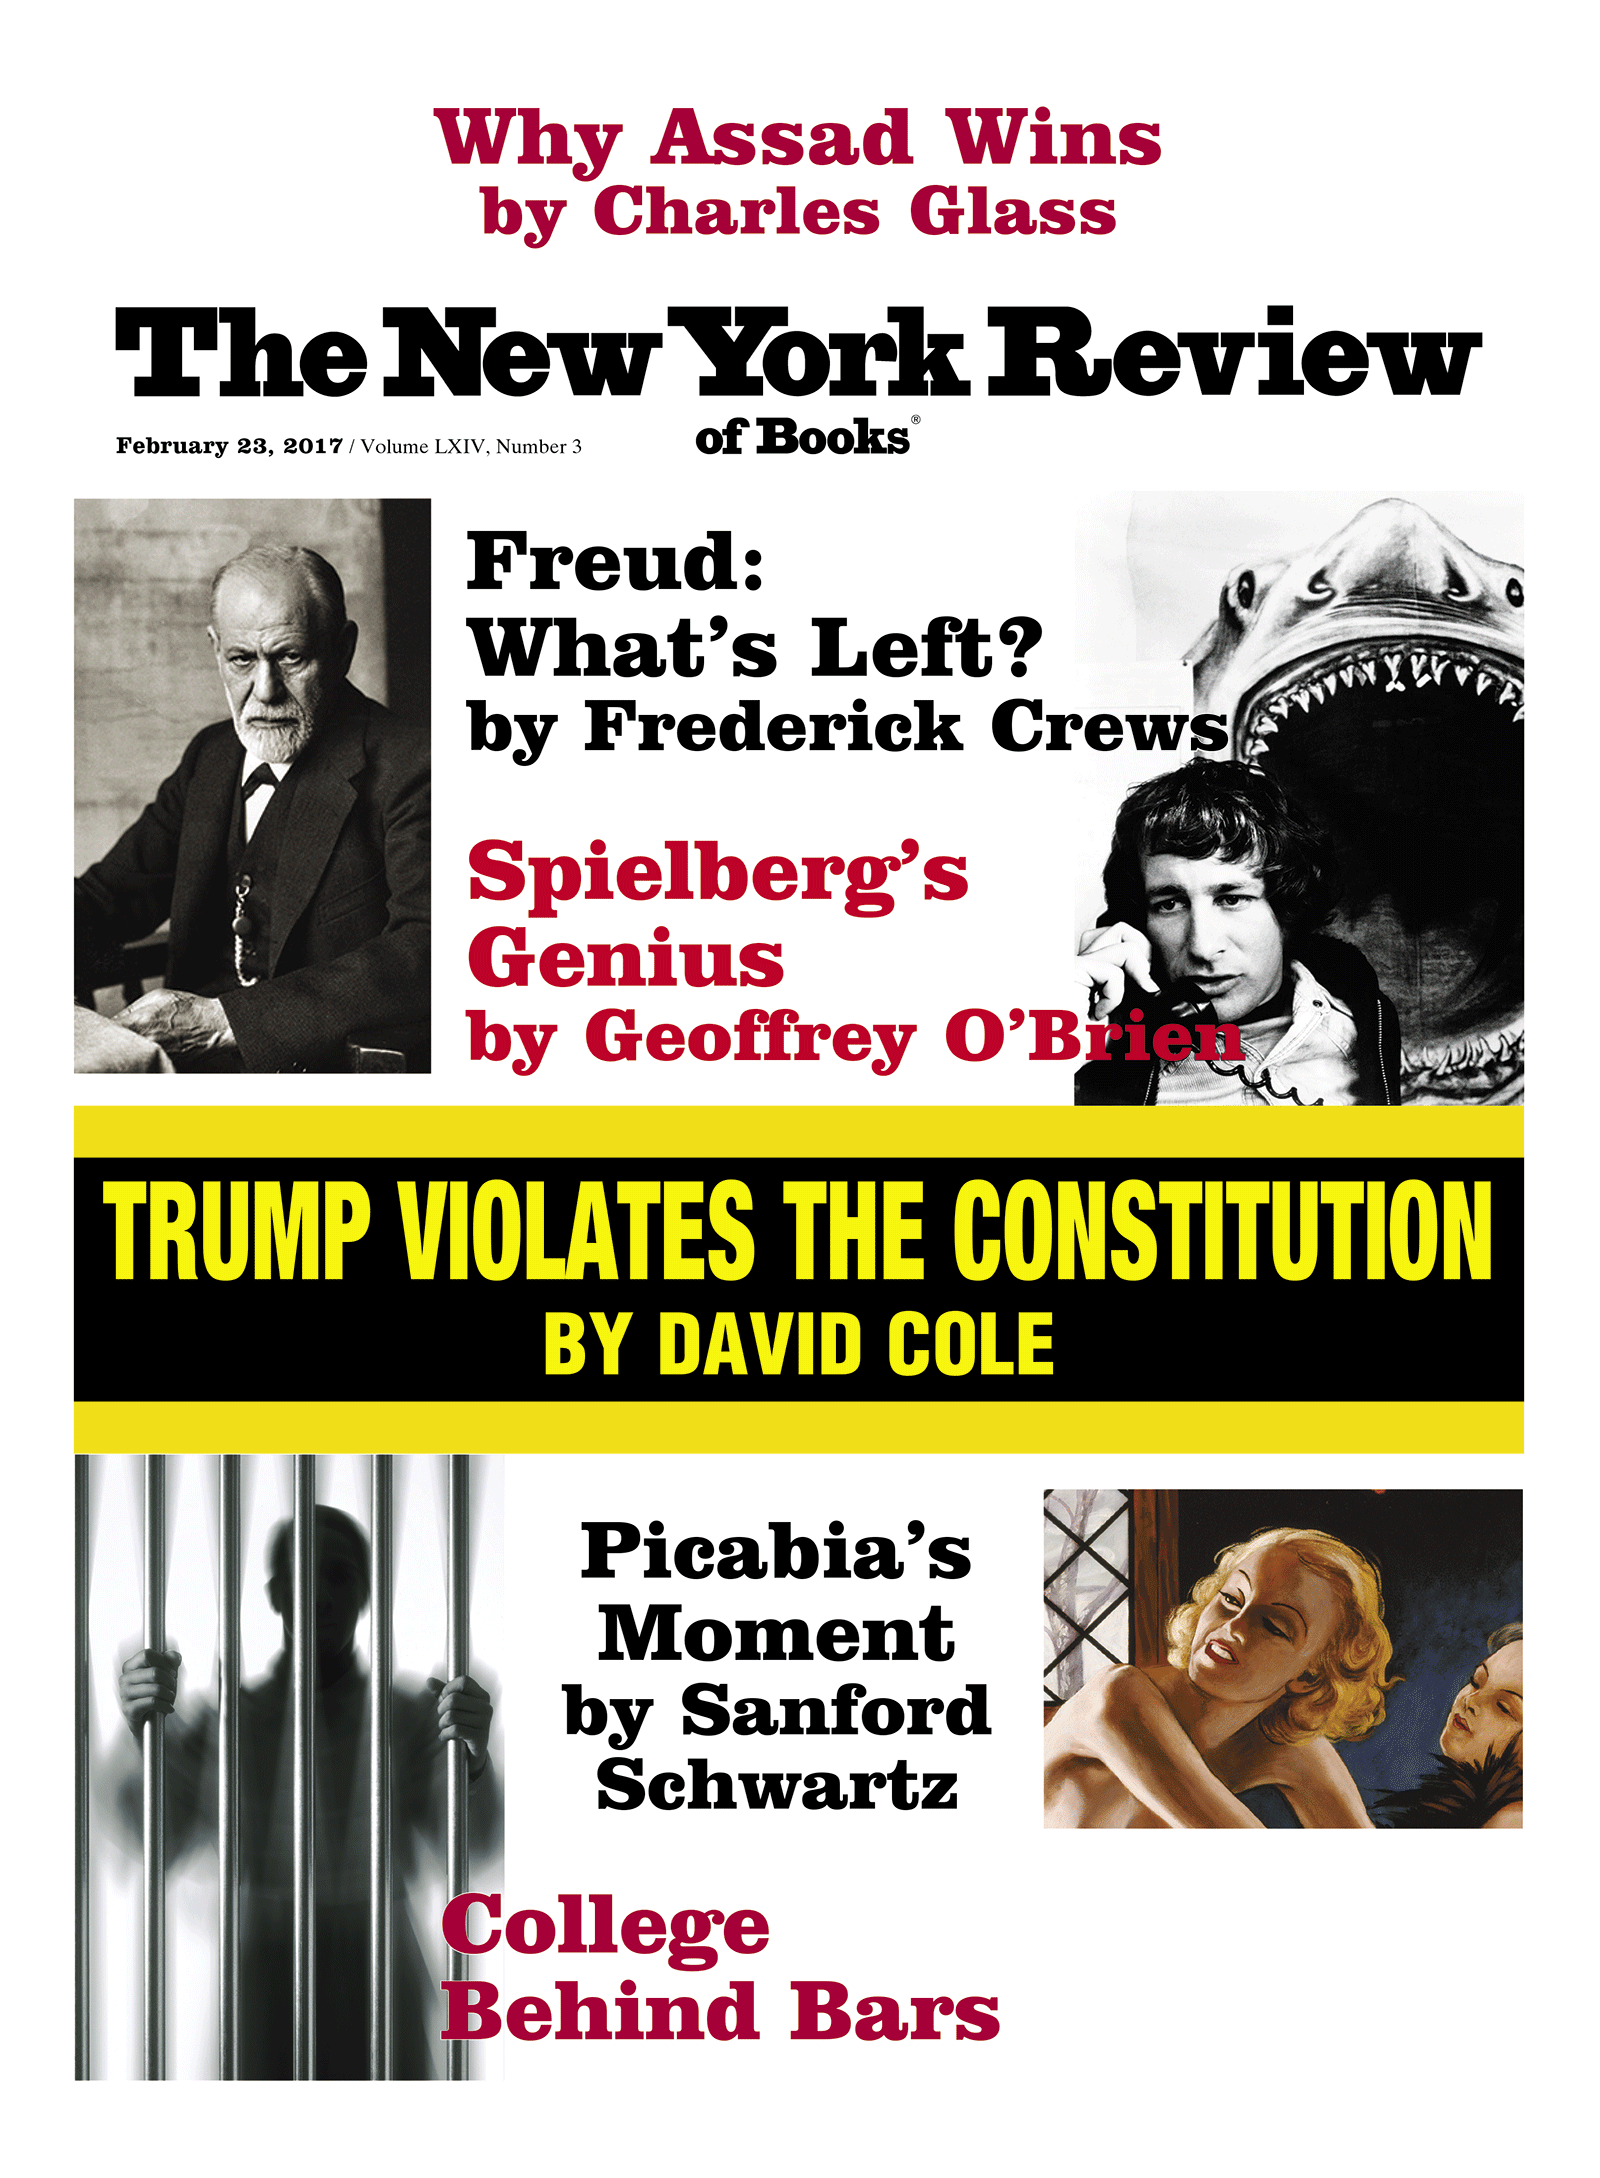 Why Assad Wins
by Charles Glass
The New York Review
of Books®
February 23, 2017 / Volume LXIV, Number 3
Freud:
What's Left?
by Frederick Crews
Spielberg's
Genius
by Geoffrey O'Brien
TRUMP VIOLATES THE CONSTITUTION
BY DAVID COLE
Picabia's
Moment
by Sanford
Schwartz
College
Behind Bars